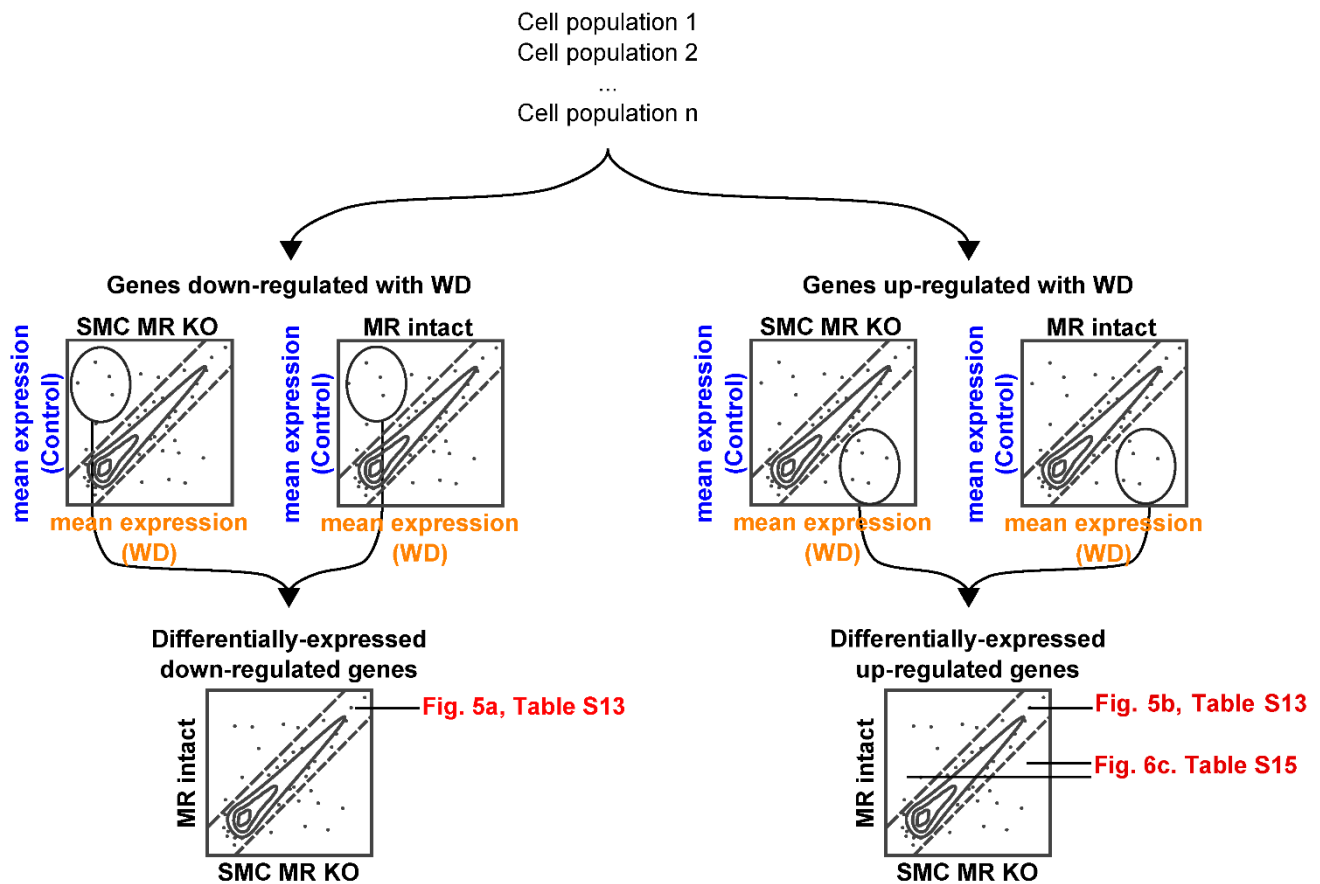 Cell population 1
Cell population 2
...
Cell population n
Genes down-regulated with WD
SMC MR KO
MR intact
mean expression
(Control)
mean expression
(Control)
mean expression
(WD)
mean expression
(WD)
Differentially-expressed
down-regulated genes
MR intact
SMC MR KO
Fig. 5a, Table S13
Genes up-regulated with WD
SMC MR KO
MR intact
mean expression
(Control)
mean expression
(Control)
mean expression
(WD)
mean expression
(WD)
Differentially-expressed
up-regulated genes
MR intact
SMC MR KO
Fig. 5b, Table S13
Fig. 6c. Table S15